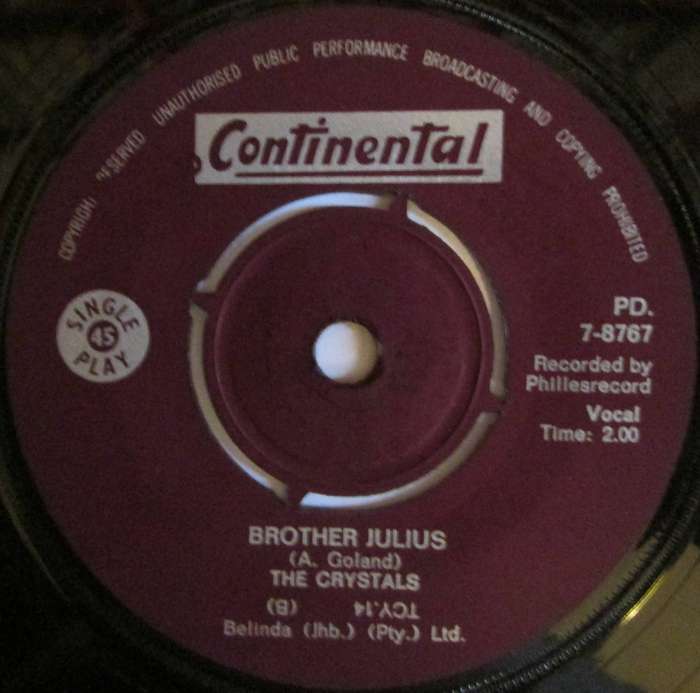 COPYRIGHT RESERVED UNAUTHORISED PUBLIC PERFORMANCE BROADCASTING AND COPYING PROHIBITED
Continental
SINGLE
45
PLAY
PD.
7-8767
Recorded by
Phillesrecord
Vocal
Time: 2.00
BROTHER JULIUS
(A. Goland)
THE CRYSTALS
TCY.14 (B)
Belinda (Jhb.) (Pty.) Ltd.